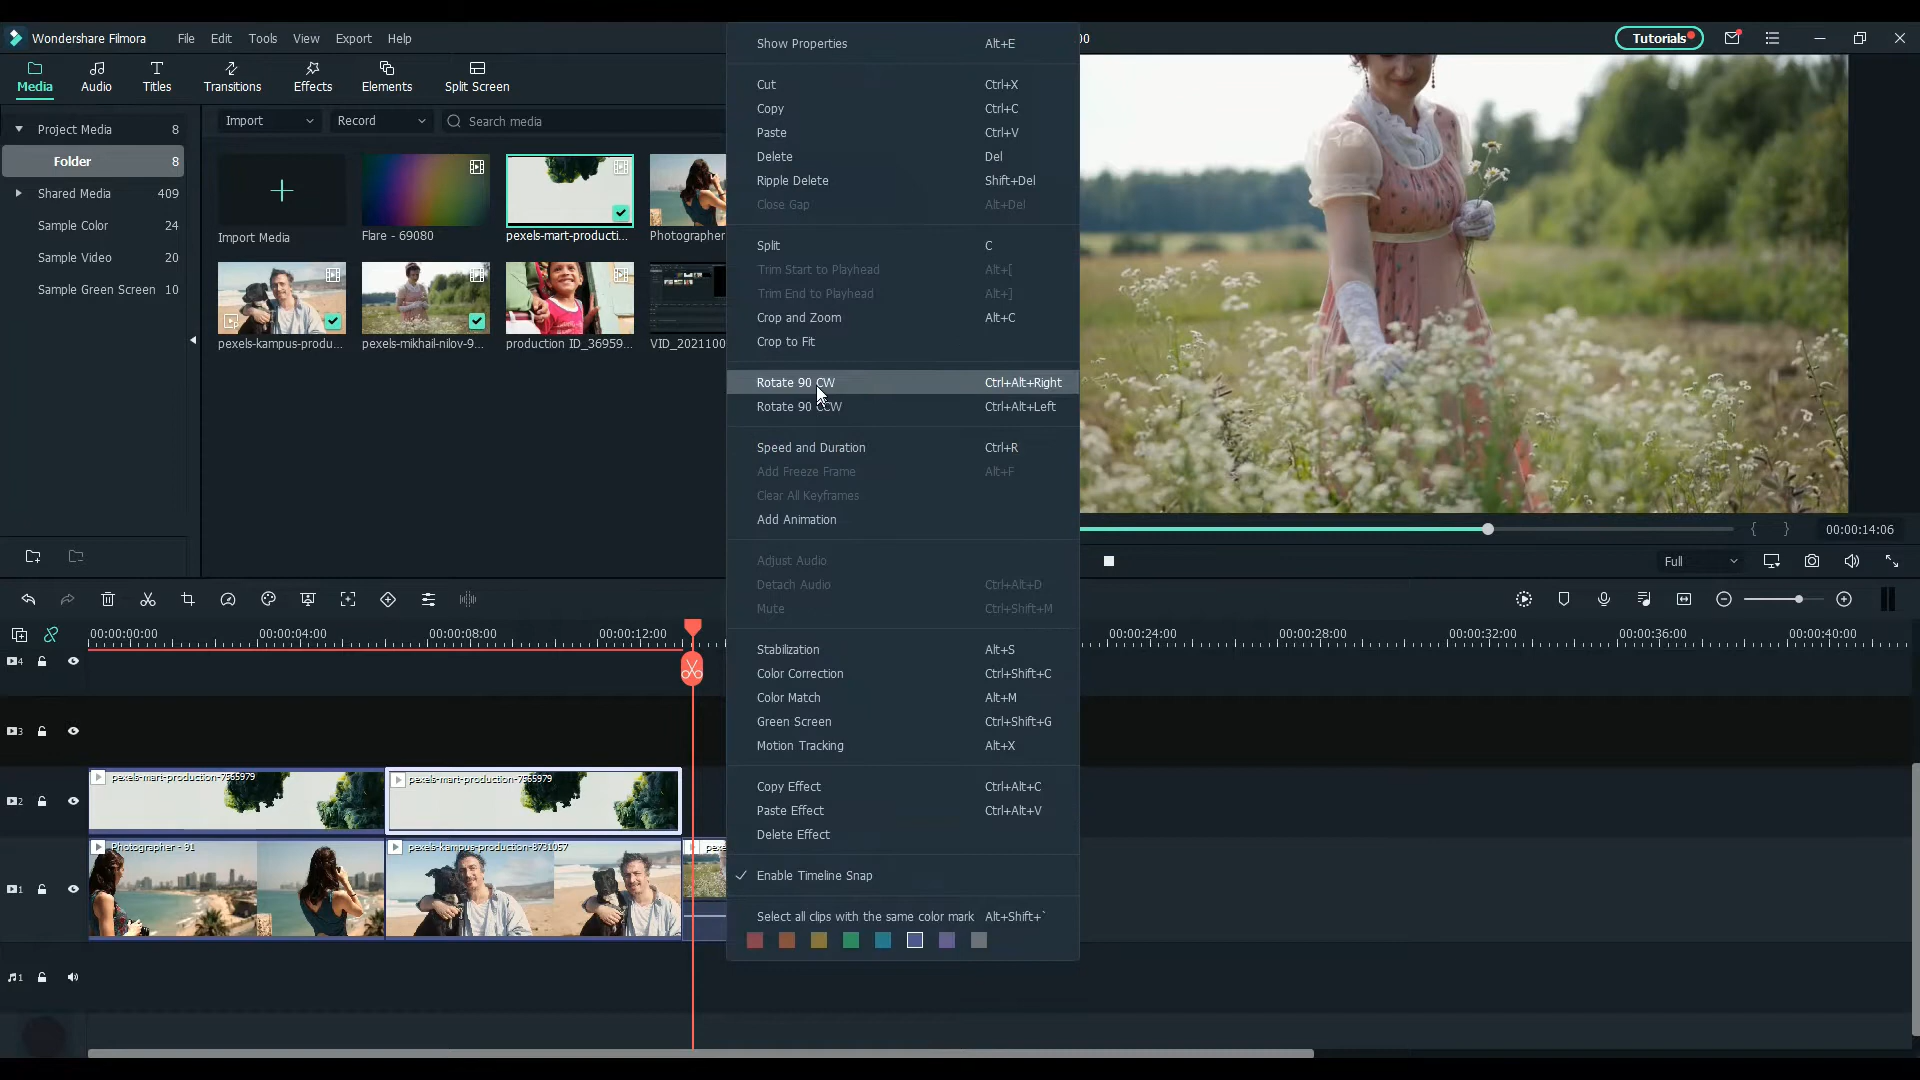 Wondershare Filmora File Edit Tools View Export Help :00 Tutorials
Media Audio Titles Transitions Effects Elements Split Screen
Project Media 8
Folder 8
Shared Media 409
Sample Color 24
Sample Video 20
Sample Green Screen 10
Import Record Search media
Import Media Flare - 69080 pexels-mart-producti... Photographer
pexels-kampus-produ... pexels-mikhail-nilov-9... production ID_36959... VID_2021100
Show Properties Alt+E
Cut Ctrl+X
Copy Ctrl+C
Paste Ctrl+V
Delete Del
Ripple Delete Shift+Del
Close Gap Alt+Del
Split C
Trim Start to Playhead Alt+[
Trim End to Playhead Alt+]
Crop and Zoom Alt+C
Crop to Fit
Rotate 90 CW Ctrl+Alt+Right
Rotate 90 CCW Ctrl+Alt+Left
Speed and Duration Ctrl+R
Add Freeze Frame Alt+F
Clear All Keyframes
Add Animation
Adjust Audio
Detach Audio Ctrl+Alt+D
Mute Ctrl+Shift+M
Stabilization Alt+S
Color Correction Ctrl+Shift+C
Color Match Alt+M
Green Screen Ctrl+Shift+G
Motion Tracking Alt+X
Copy Effect Ctrl+Alt+C
Paste Effect Ctrl+Alt+V
Delete Effect
Enable Timeline Snap
Select all clips with the same color mark Alt+Shift+`
{ } 00:00:14:06
Full
00:00:00:00 00:00:04:00 00:00:08:00 00:00:12:00 00:00:24:00 00:00:28:00 00:00:32:00 00:00:36:00 00:00:40:00
4
3
2 pexels-mart-production-7565979 pexels-mart-production-7565979
1 Photographer - 91 pexels-kampus-production-8731057 pexe
1